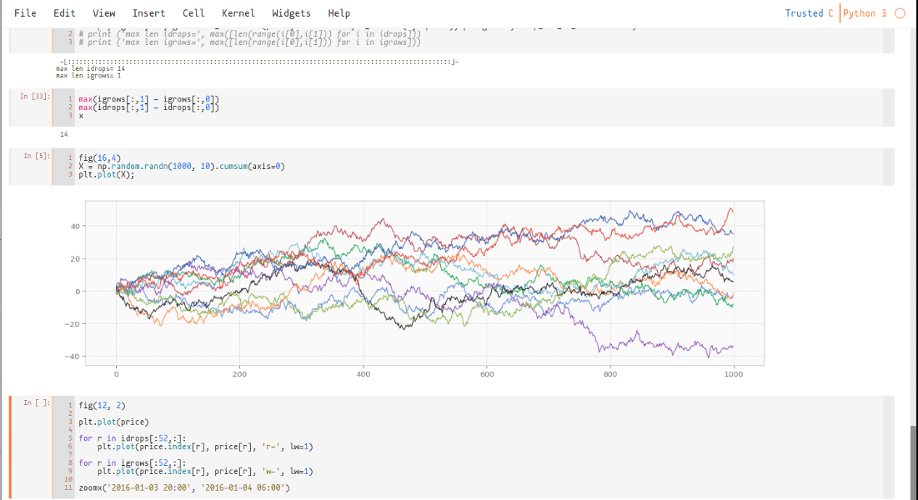 File Edit View Insert Cell Kernel Widgets Help Trusted C Python 3
2 # print ('max len idrops=', max([len(range(i[0],i[1])) for i in idrops]))
3 # print ('max len igrows=', max([len(range(i[0],i[1])) for i in igrows]))
max len idrops= 14
max len igrows= 1
In [33]: 1 max(igrows[:,1] - igrows[:,0])
2 max(idrops[:,1] - idrops[:,0])
3 x
14
In [5]: 1 fig(16,4)
2 X = np.random.randn(1000, 10).cumsum(axis=0)
3 plt.plot(X);
40
20
0
−20
−40
0 200 400 600 800 1000
In [ ]: 1 fig(12, 2)
2
3 plt.plot(price)
4
5 for r in idrops[:52,:]:
6 plt.plot(price.index[r], price[r], 'r-', lw=1)
7
8 for r in igrows[:52,:]:
9 plt.plot(price.index[r], price[r], 'w-', lw=1)
10
11 zoomx('2016-01-03 20:00', '2016-01-04 06:00')